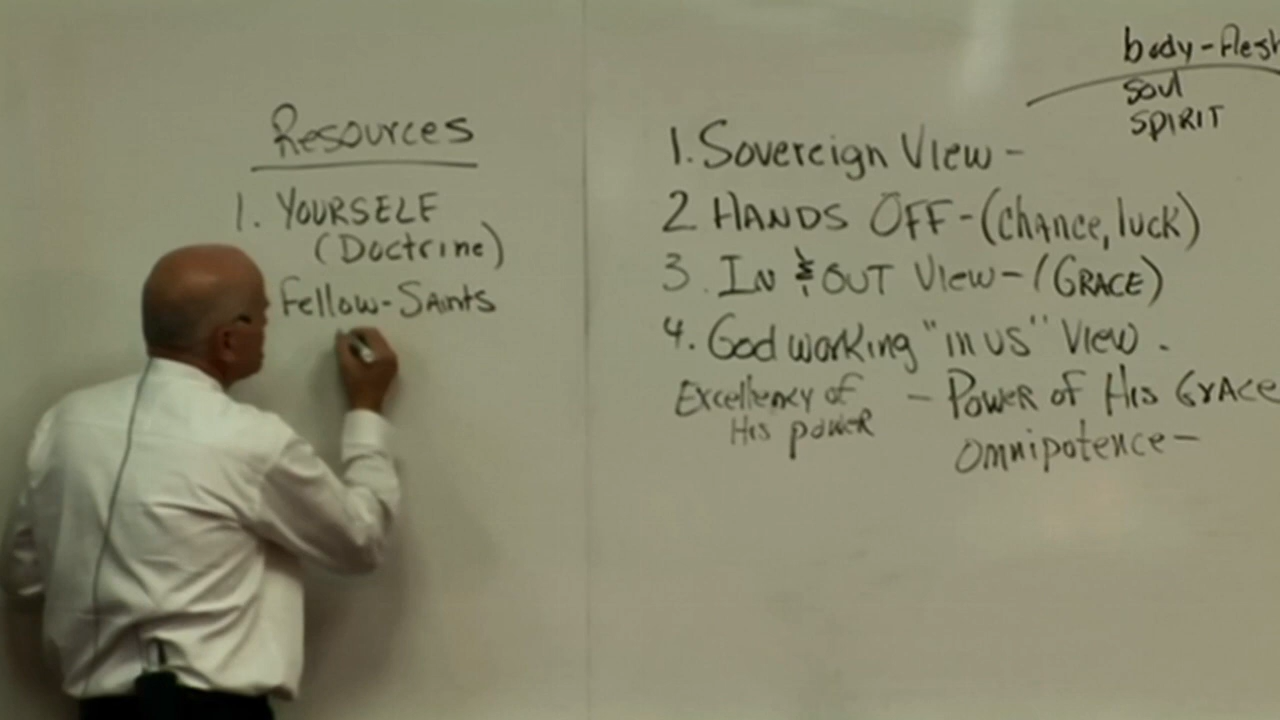 Resources
1. YOURSELF
(Doctrine)
Fellow-Saints
body-flesh
soul
SPIRIT
1. Sovereign View -
2 HANDS OFF - (chance, luck)
3. IN & OUT View - (GRACE)
4. God working "in us" View.
Excellency of - Power of His Grace
His power
omnipotence -